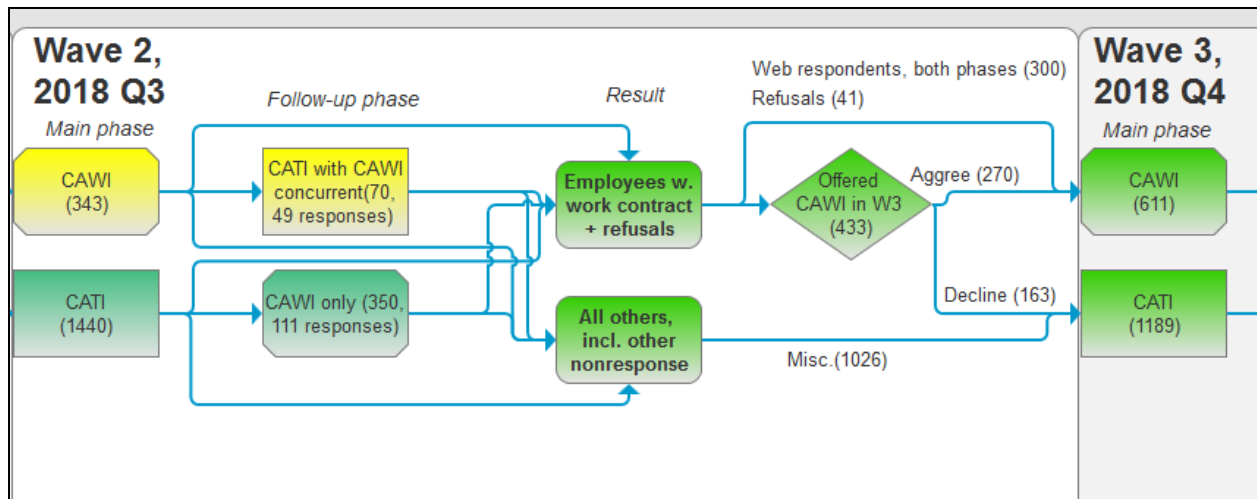 Wave 2,
2018 Q3
Main phase
Follow-up phase
Result
Web respondents, both phases (300)
Refusals (41)
Wave 3,
2018 Q4
Main phase
CAWI
(343)
CATI with CAWI
concurrent(70,
49 responses)
Employees w.
work contract
+ refusals
Offered
CAWI in W3
(433)
Aggree (270)
CAWI
(611)
CATI
(1440)
CAWI only (350,
111 responses)
All others,
incl. other
nonresponse
Decline (163)
Misc.(1026)
CATI
(1189)